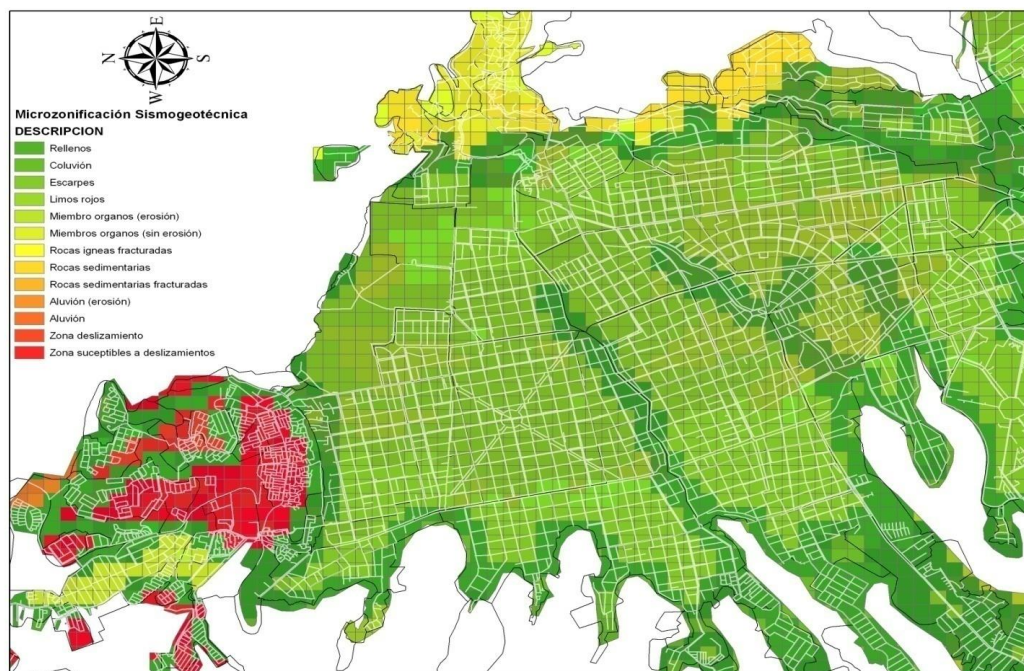 E
N
S
W
Microzonificación Sismogeotécnica
DESCRIPCION
Rellenos
Coluvión
Escarpes
Limos rojos
Miembro organos (erosión)
Miembros organos (sin erosión)
Rocas igneas fracturadas
Rocas sedimentarias
Rocas sedimentarias fracturadas
Aluvión (erosión)
Aluvión
Zona deslizamiento
Zona suceptibles a deslizamientos